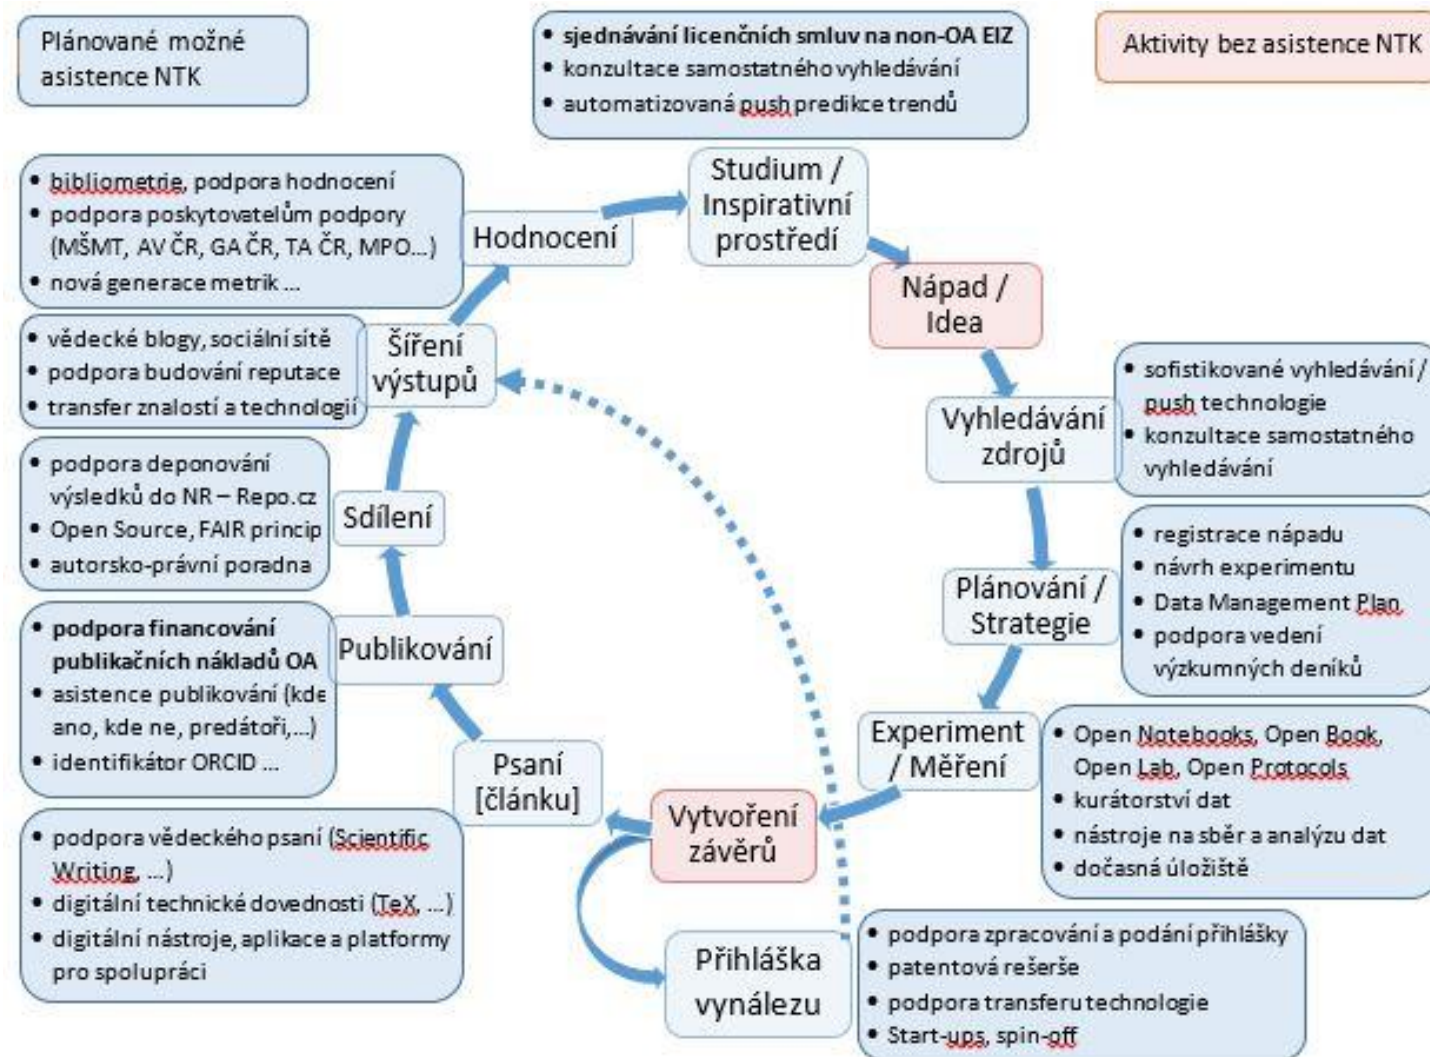 Plánované možné
asistence NTK
• sjednávání licenčních smluv na non-OA EIZ
• konzultace samostatného vyhledávání
• automatizovaná push predikce trendů
Aktivity bez asistence NTK
Studium /
Inspirativní
prostředí
Nápad /
Idea
Vyhledávání
zdrojů
• sofistikované vyhledávání /
push technologie
• konzultace samostatného
vyhledávání
Plánování /
Strategie
• registrace nápadu
• návrh experimentu
• Data Management Plan
• podpora vedení
výzkumných deníků
Experiment
/ Měření
• Open Notebooks, Open Book,
Open Lab, Open Protocols
• kurátorství dat
• nástroje na sběr a analýzu dat
• dočasná úložiště
Vytvoření
závěrů
Přihláška
vynálezu
• podpora zpracování a podání přihlášky
• patentová rešerše
• podpora transferu technologie
• Start-ups, spin-off
Psaní
[článku]
• podpora vědeckého psaní (Scientific
Writing, ...)
• digitální technické dovednosti (TeX, ...)
• digitální nástroje, aplikace a platformy
pro spolupráci
Publikování
• podpora financování
publikačních nákladů OA
• asistence publikování (kde
ano, kde ne, predátoři,...)
• identifikátor ORCID ...
Sdílení
• podpora deponování
výsledků do NR – Repo.cz
• Open Source, FAIR princip
• autorsko-právní poradna
Šíření
výstupů
• vědecké blogy, sociální sítě
• podpora budování reputace
• transfer znalostí a technologií
Hodnocení
• bibliometrie, podpora hodnocení
• podpora poskytovatelům podpory
(MŠMT, AV ČR, GA ČR, TA ČR, MPO...)
• nová generace metrik ...